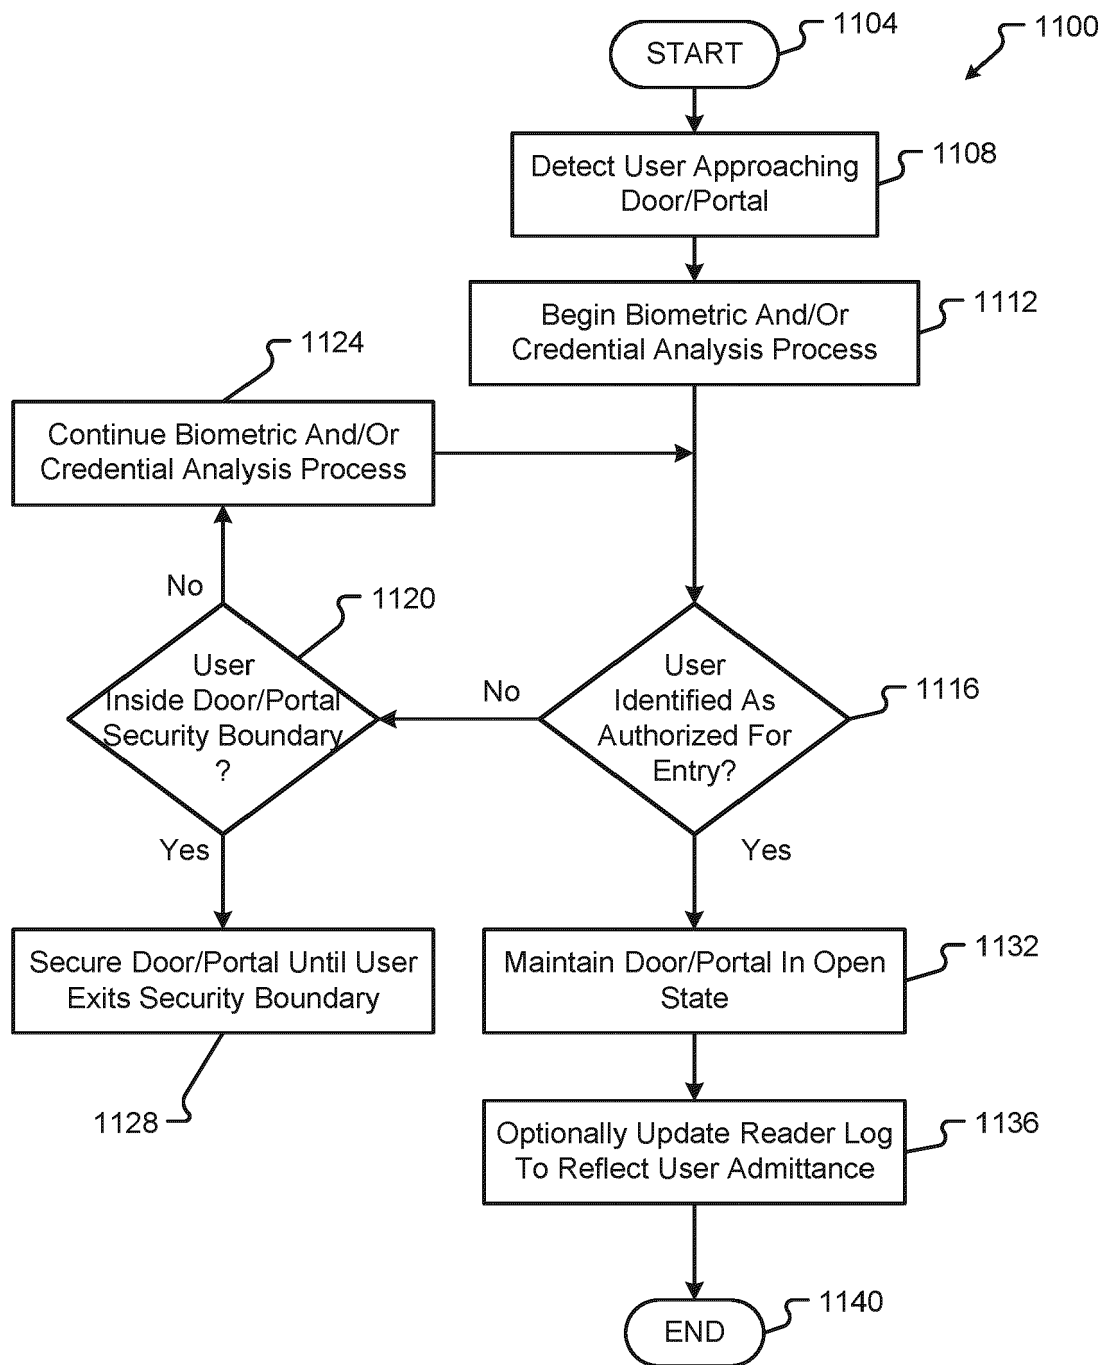 1104
1100
START
1108
Detect User Approaching
Door/Portal
1112
Begin Biometric And/Or
Credential Analysis Process
1124
Continue Biometric And/Or
Credential Analysis Process
No
1120
User
Inside Door/Portal
Security Boundary
?
No
User
Identified As
Authorized For
Entry?
1116
Yes
Yes
Secure Door/Portal Until User
Exits Security Boundary
1128
Maintain Door/Portal In Open
State
1132
Optionally Update Reader Log
To Reflect User Admittance
1136
END
1140